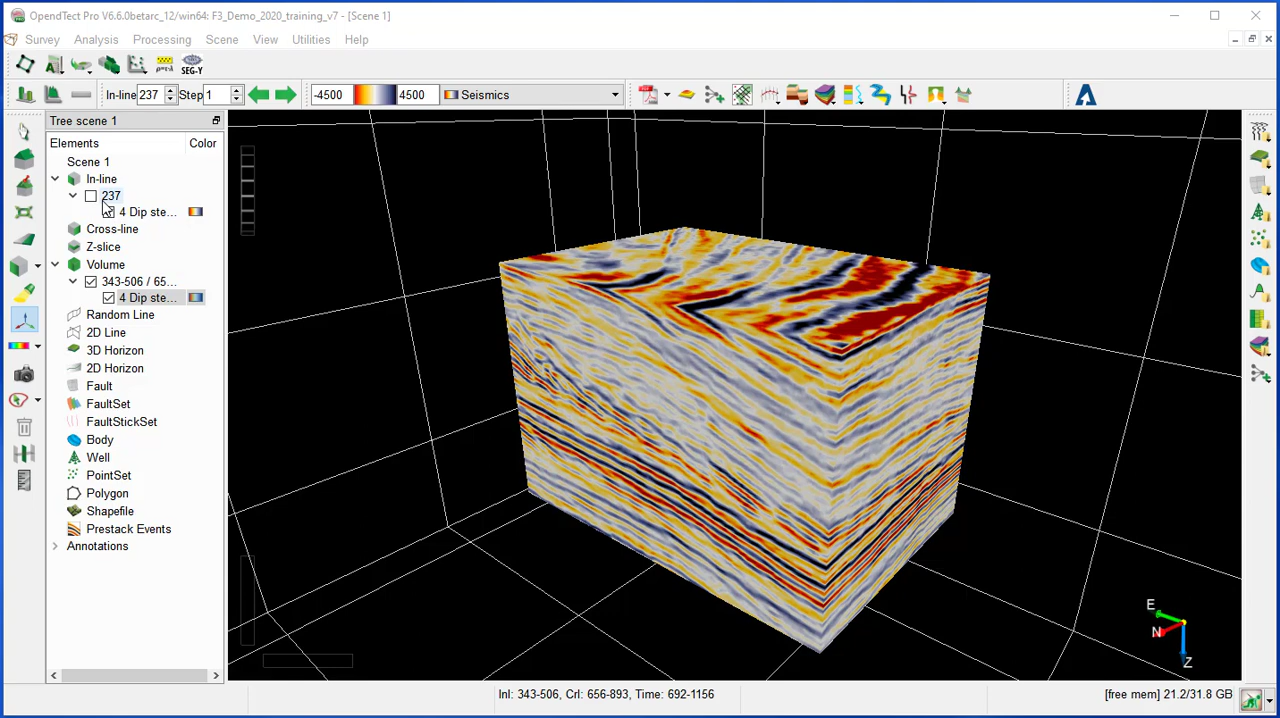 OpendTect Pro V6.6.0betarc_12/win64: F3_Demo_2020_training_v7 - [Scene 1]
Survey Analysis Processing Scene View Utilities Help
SEG-Y
In-line 237 Step 1 -4500 4500 Seismics
Tree scene 1
Elements Color
Scene 1
In-line
237
4 Dip ste...
Cross-line
Z-slice
Volume
343-506 / 65...
4 Dip ste...
Random Line
2D Line
3D Horizon
2D Horizon
Fault
FaultSet
FaultStickSet
Body
Well
PointSet
Polygon
Shapefile
Prestack Events
Annotations
E
N
Z
Inl: 343-506, Crl: 656-893, Time: 692-1156 [free mem] 21.2/31.8 GB